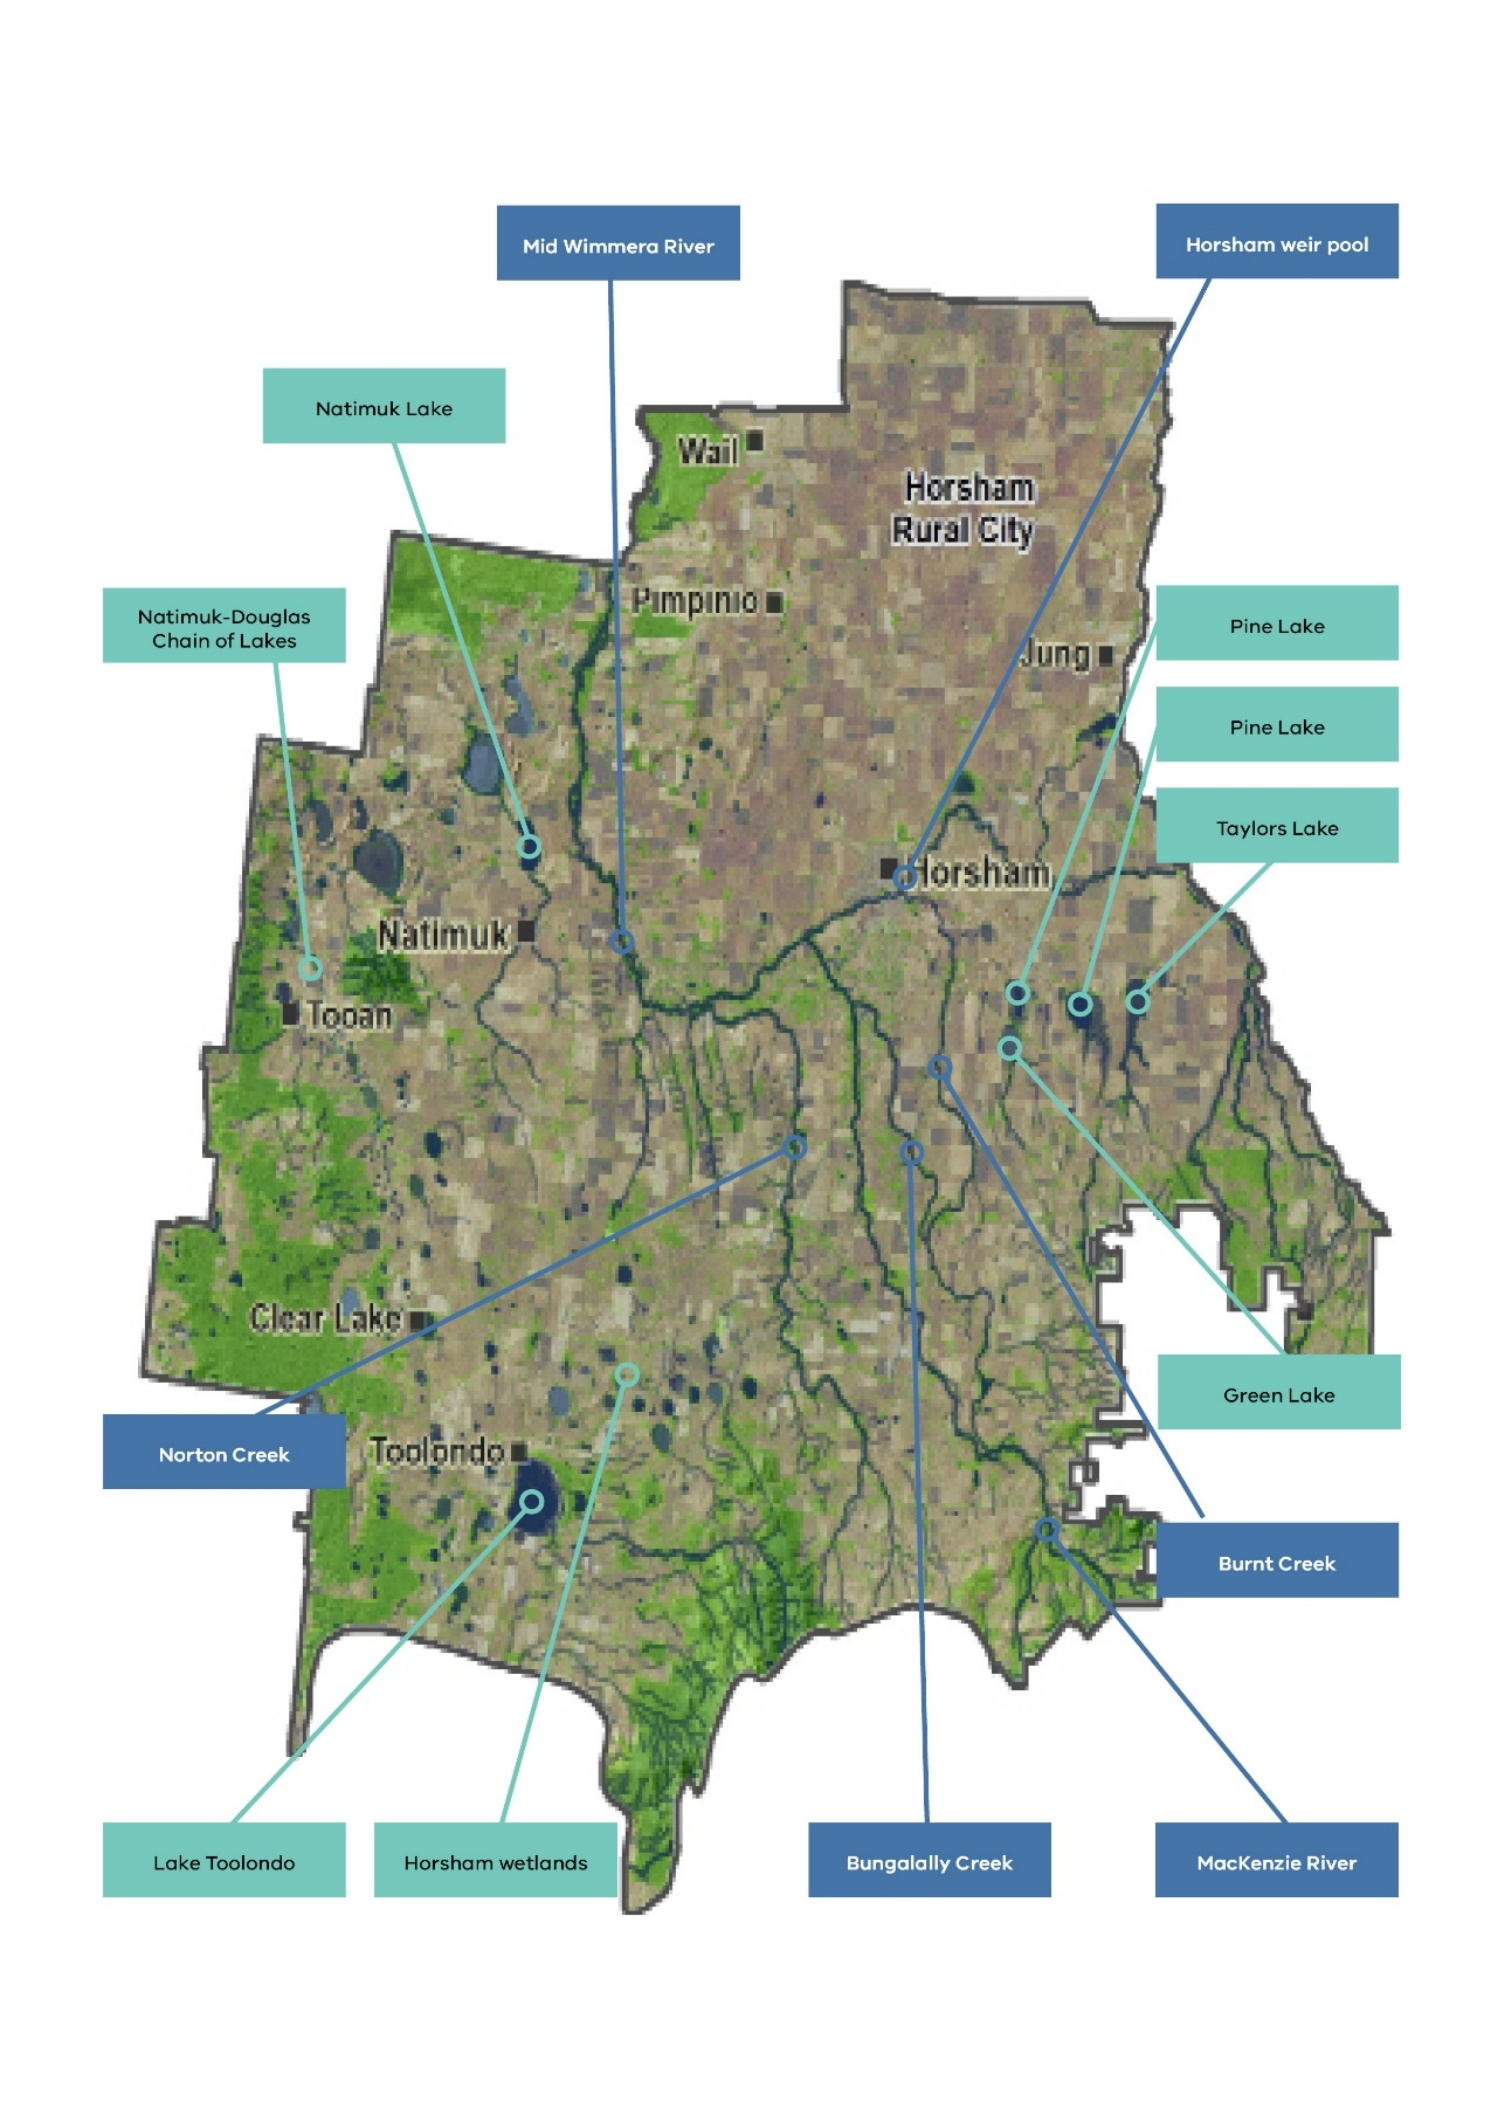 Mid Wimmera River
Horsham weir pool
Natimuk Lake
Wail
Horsham
Rural City
Natimuk-Douglas
Chain of Lakes
Pimpinio
Pine Lake
Jung
Pine Lake
Taylors Lake
Horsham
Natimuk
Tooan
Clear Lake
Green Lake
Norton Creek
Toolondo
Burnt Creek
Lake Toolondo
Horsham wetlands
Bungalally Creek
MacKenzie River